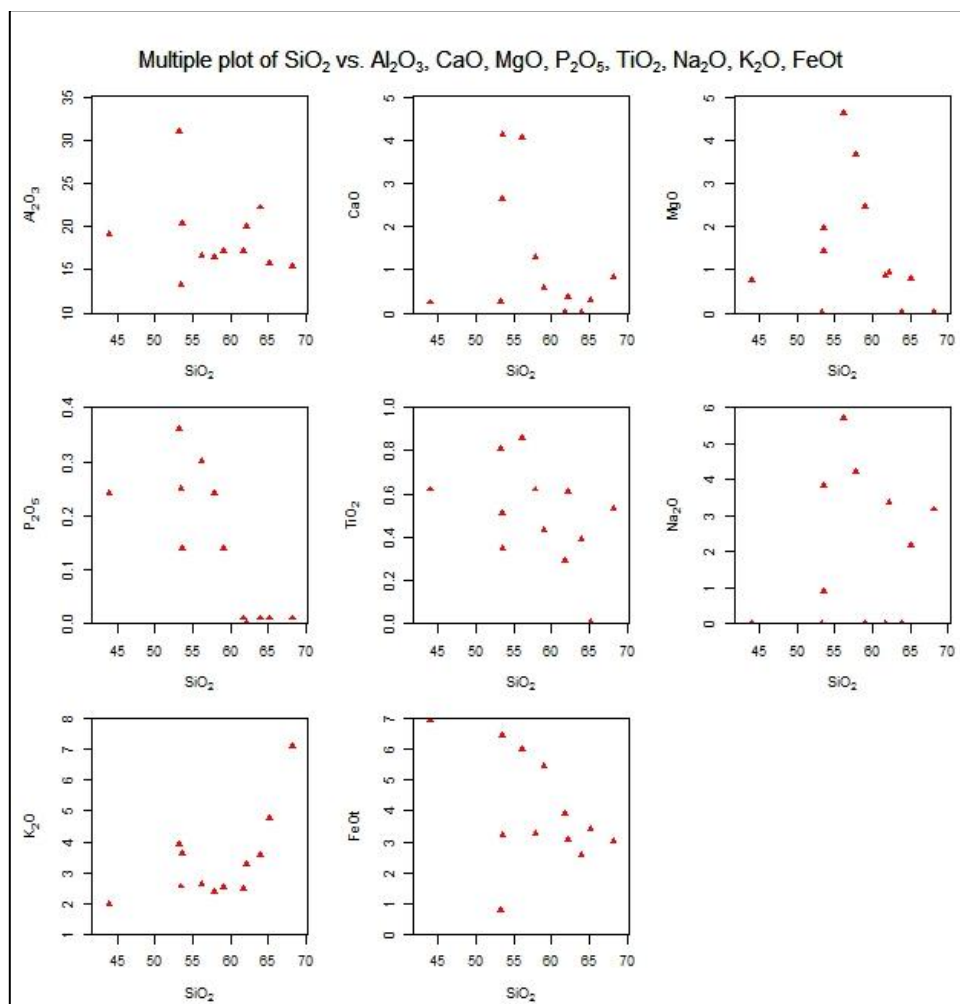 Multiple plot of SiO₂ vs. Al₂O₃, CaO, MgO, P₂O₅, TiO₂, Na₂O, K₂O, FeOt
Al₂O₃
10 15 20 25 30 35
45 50 55 60 65 70
SiO₂
CaO
0 1 2 3 4 5
45 50 55 60 65 70
SiO₂
MgO
0 1 2 3 4 5
45 50 55 60 65 70
SiO₂
P₂O₅
0.0 0.1 0.2 0.3 0.4
45 50 55 60 65 70
SiO₂
TiO₂
0.0 0.2 0.4 0.6 0.8 1.0
45 50 55 60 65 70
SiO₂
Na₂O
0 1 2 3 4 5 6
45 50 55 60 65 70
SiO₂
K₂O
1 2 3 4 5 6 7 8
45 50 55 60 65 70
SiO₂
FeOt
0 1 2 3 4 5 6 7
45 50 55 60 65 70
SiO₂